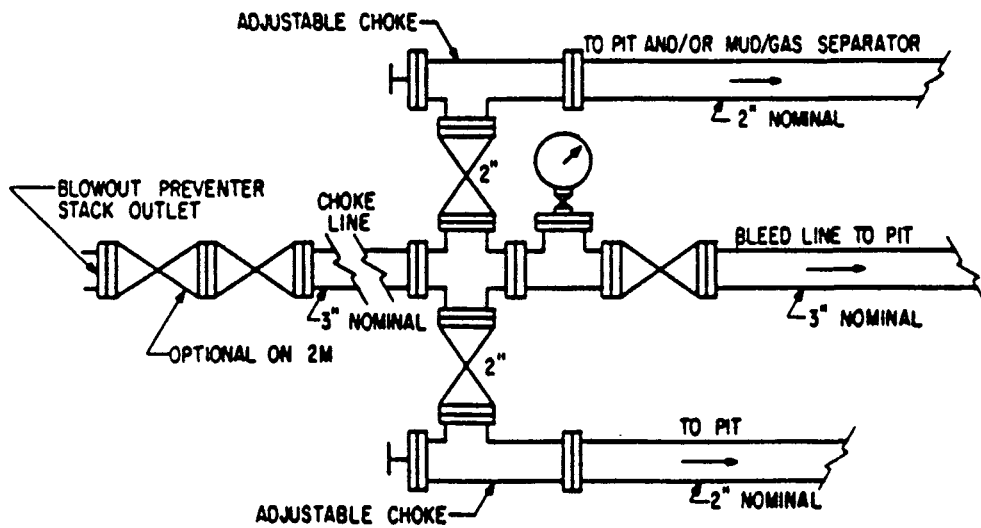 ADJUSTABLE CHOKE
TO PIT AND/OR MUD/GAS SEPARATOR
2" NOMINAL
2"
BLOWOUT PREVENTER
STACK OUTLET
CHOKE
LINE
BLEED LINE TO PIT
3" NOMINAL
3" NOMINAL
OPTIONAL ON 2M
2"
TO PIT
2" NOMINAL
ADJUSTABLE CHOKE